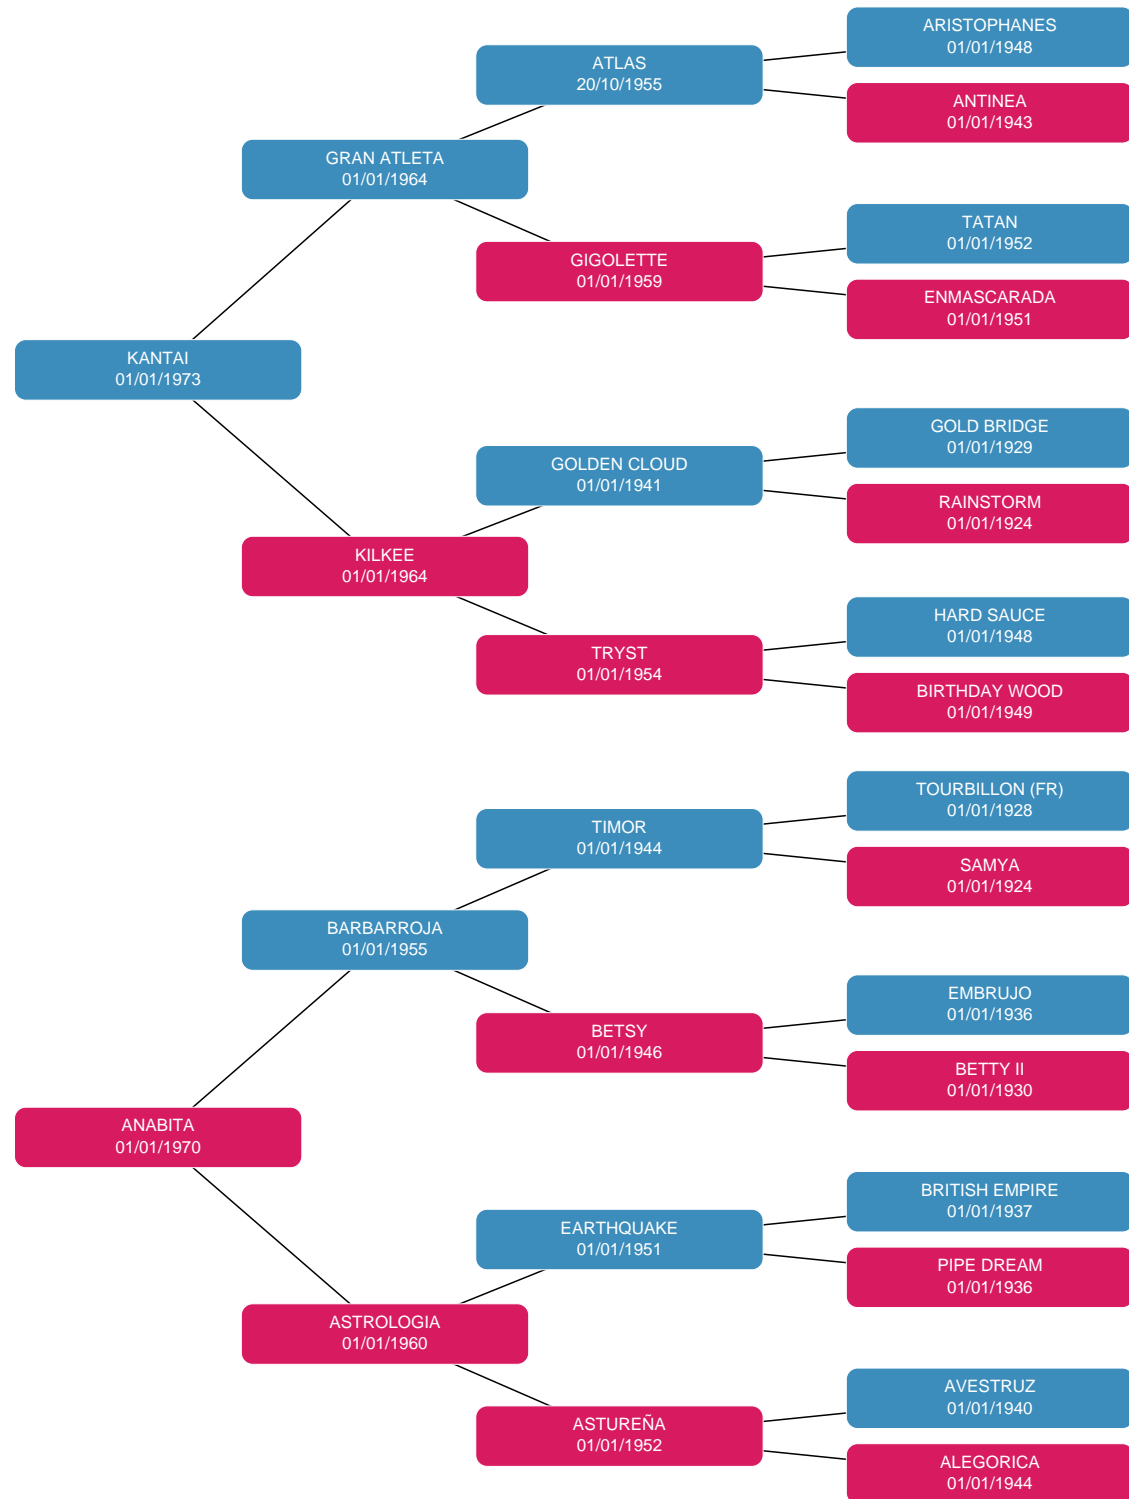 ARISTOPHANES
01/01/1948
ATLAS
20/10/1955
ANTINEA
01/01/1943
GRAN ATLETA
01/01/1964
TATAN
01/01/1952
GIGOLETTE
01/01/1959
ENMASCARADA
01/01/1951
KANTAI
01/01/1973
GOLD BRIDGE
01/01/1929
GOLDEN CLOUD
01/01/1941
RAINSTORM
01/01/1924
KILKEE
01/01/1964
HARD SAUCE
01/01/1948
TRYST
01/01/1954
BIRTHDAY WOOD
01/01/1949
TOURBILLON (FR)
01/01/1928
TIMOR
01/01/1944
SAMYA
01/01/1924
BARBARROJA
01/01/1955
EMBRUJO
01/01/1936
BETSY
01/01/1946
BETTY II
01/01/1930
ANABITA
01/01/1970
BRITISH EMPIRE
01/01/1937
EARTHQUAKE
01/01/1951
PIPE DREAM
01/01/1936
ASTROLOGIA
01/01/1960
AVESTRUZ
01/01/1940
ASTUREÑA
01/01/1952
ALEGORICA
01/01/1944